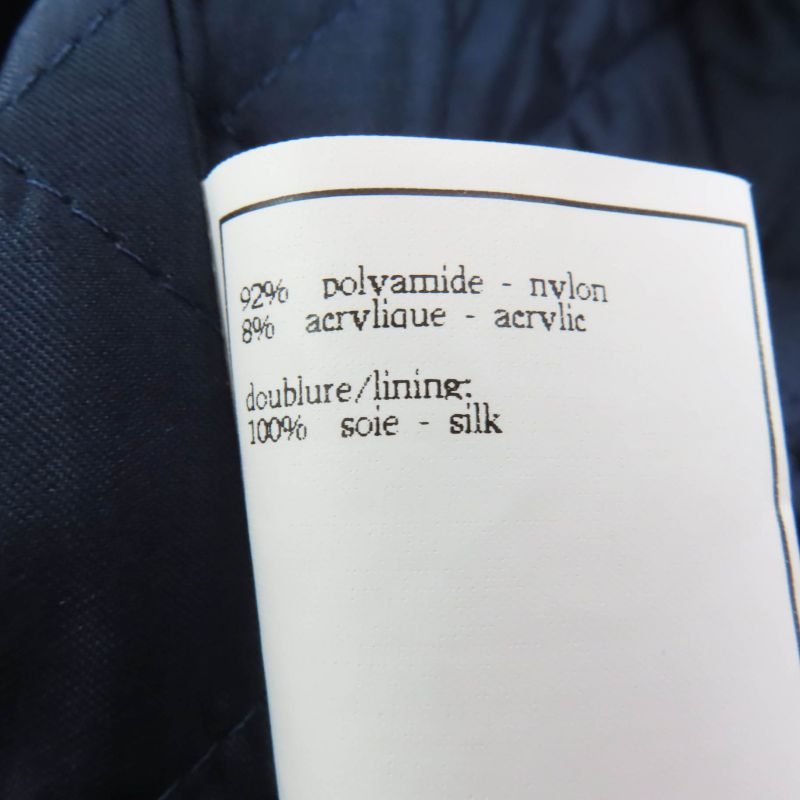 92% polyamide - nylon
8% acrylique - acrylic
doublure/lining:
100% soie - silk